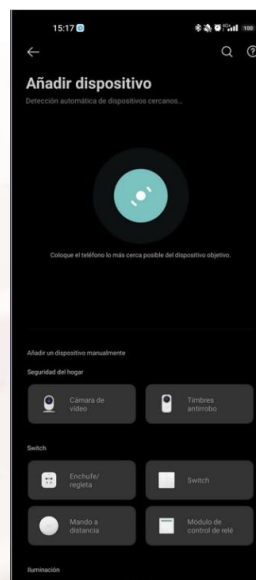 15:17
100
Añadir dispositivo
Detección automática de dispositivos cercanos...
Coloque el teléfono lo más cerca posible del dispositivo objetivo.
Añadir un dispositivo manualmente
Seguridad del hogar
Cámara de vídeo
Timbres antirrobo
Switch
Enchufe/ regleta
Switch
Mando a distancia
Módulo de control de relé
Iluminación